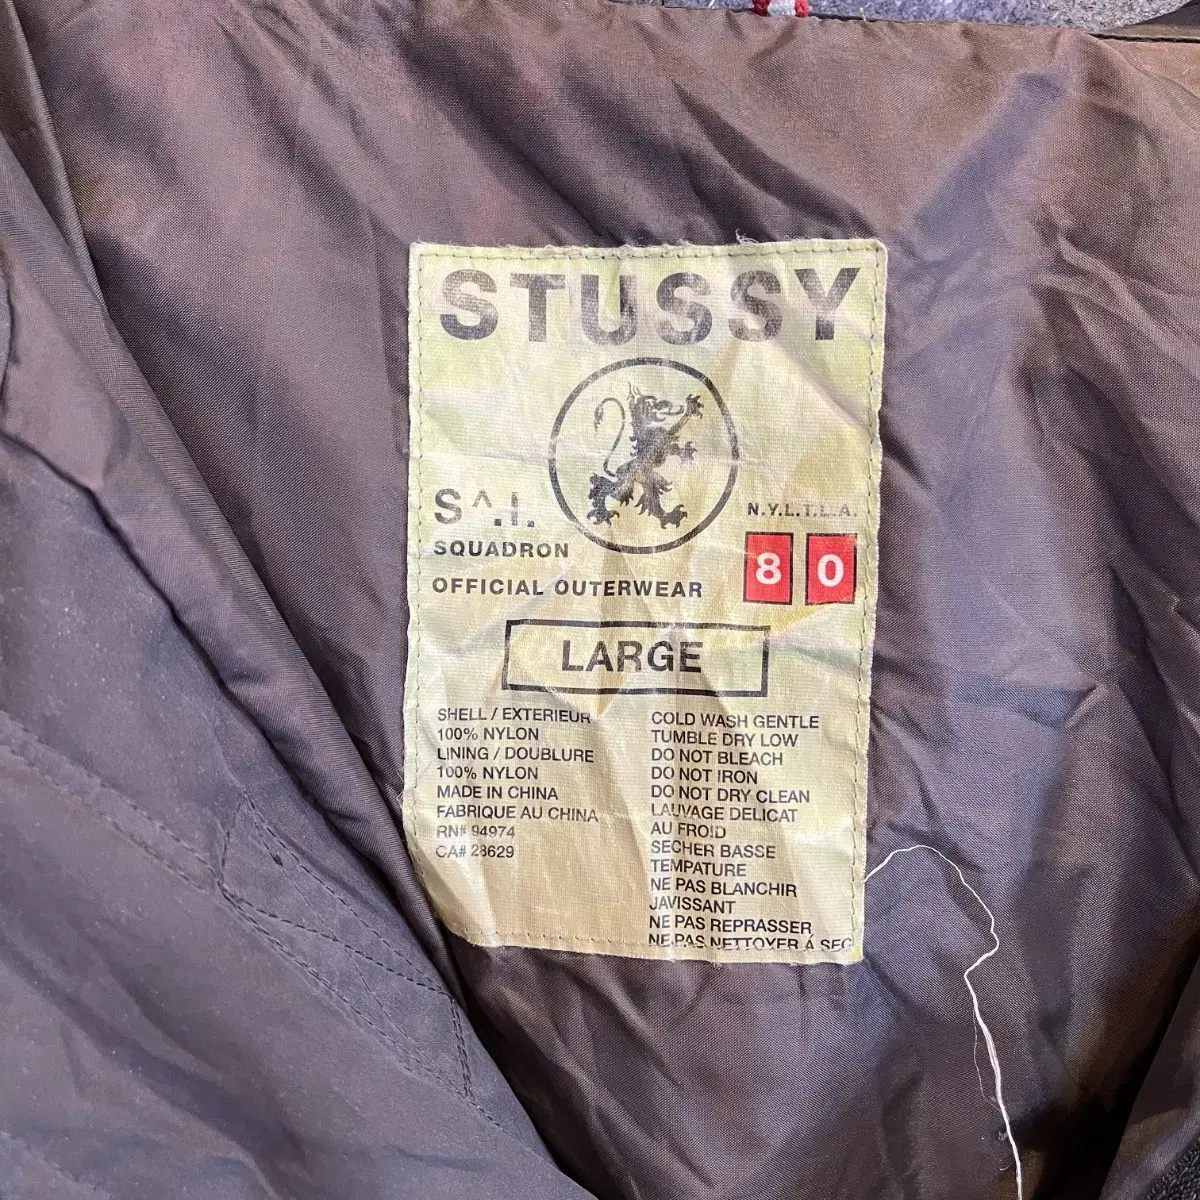 STUSSY
S^.I.
N.Y.L.T.L.A.
SQUADRON
8 0
OFFICIAL OUTERWEAR
LARGE
SHELL / EXTERIEUR
100% NYLON
LINING / DOUBLURE
100% NYLON
MADE IN CHINA
FABRIQUE AU CHINA
RN# 94974
CA# 28629
COLD WASH GENTLE
TUMBLE DRY LOW
DO NOT BLEACH
DO NOT IRON
DO NOT DRY CLEAN
LAUVAGE DELICAT
AU FROID
SECHER BASSE
TEMPATURE
NE PAS BLANCHIR
JAVISSANT
NE PAS REPRASSER
NE PAS NETTOYER Á SEC